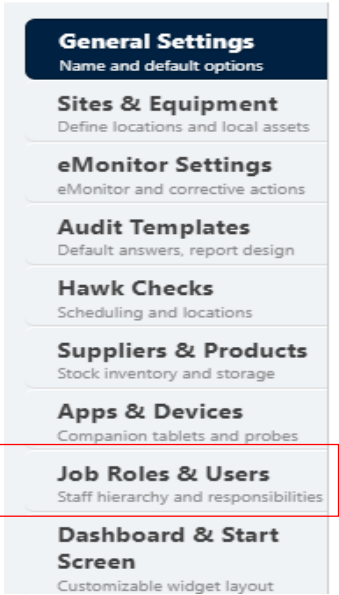 General Settings
Name and default options
Sites & Equipment
Define locations and local assets
eMonitor Settings
eMonitor and corrective actions
Audit Templates
Default answers, report design
Hawk Checks
Scheduling and locations
Suppliers & Products
Stock inventory and storage
Apps & Devices
Companion tablets and probes
Job Roles & Users
Staff hierarchy and responsibilities
Dashboard & Start
Screen
Customizable widget layout